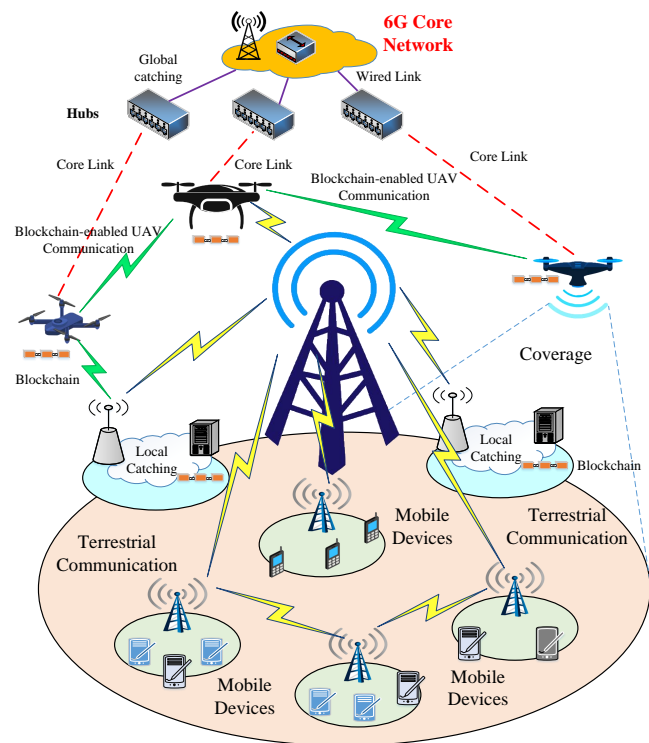 6G Core
Network
Global
catching
Wired Link
Hubs
Core Link
Core Link
Core Link
Blockchain-enabled UAV
Communication
Blockchain-enabled UAV
Communication
Coverage
Blockchain
Local
Catching
Local
Catching
Blockchain
Mobile
Devices
Terrestrial
Communication
Terrestrial
Communication
Mobile
Devices
Mobile
Devices